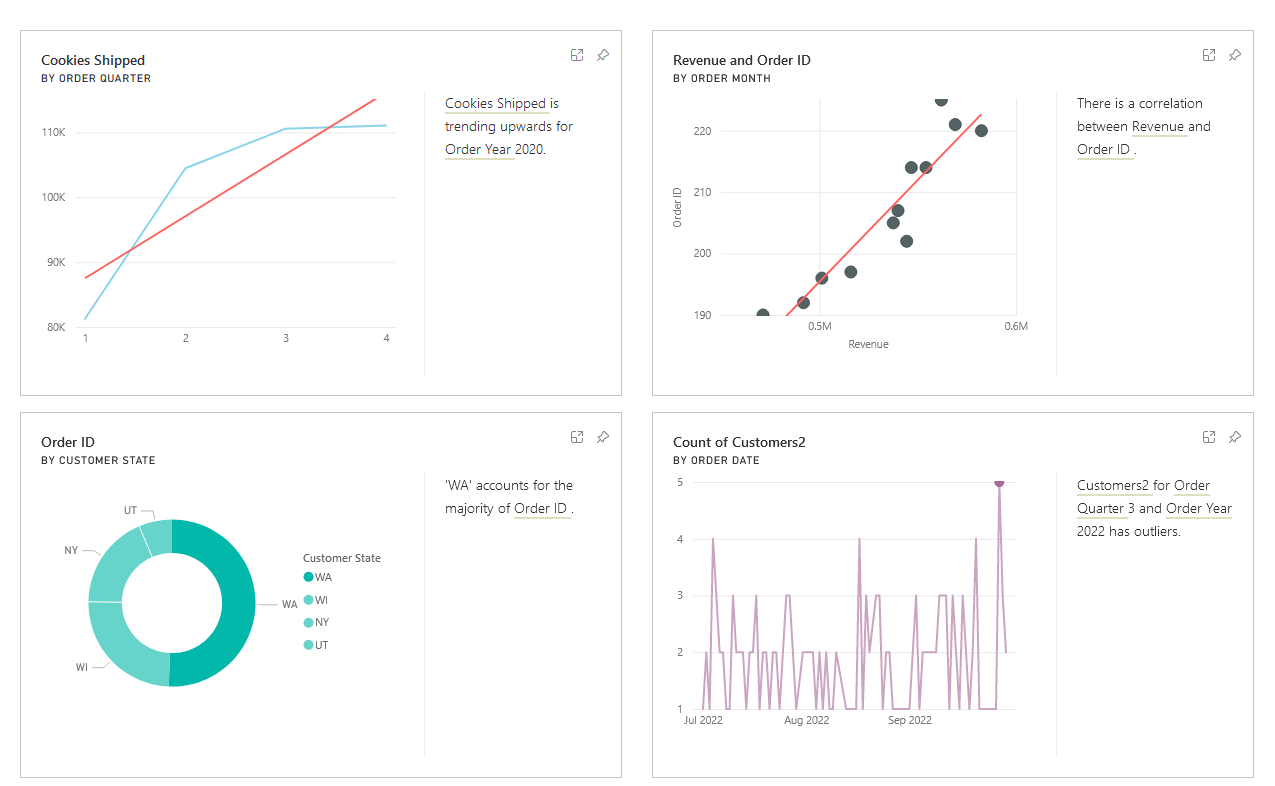 Cookies Shipped
BY ORDER QUARTER
110K
100K
90K
80K
1 2 3 4
Cookies Shipped is
trending upwards for
Order Year 2020.
Revenue and Order ID
BY ORDER MONTH
Order ID
220
210
200
190
0.5M 0.6M
Revenue
There is a correlation
between Revenue and
Order ID .
Order ID
BY CUSTOMER STATE
UT
NY
WA
WI
Customer State
WA
WI
NY
UT
'WA' accounts for the
majority of Order ID .
Count of Customers2
BY ORDER DATE
5
4
3
2
1
Jul 2022 Aug 2022 Sep 2022
Customers2 for Order
Quarter 3 and Order Year
2022 has outliers.